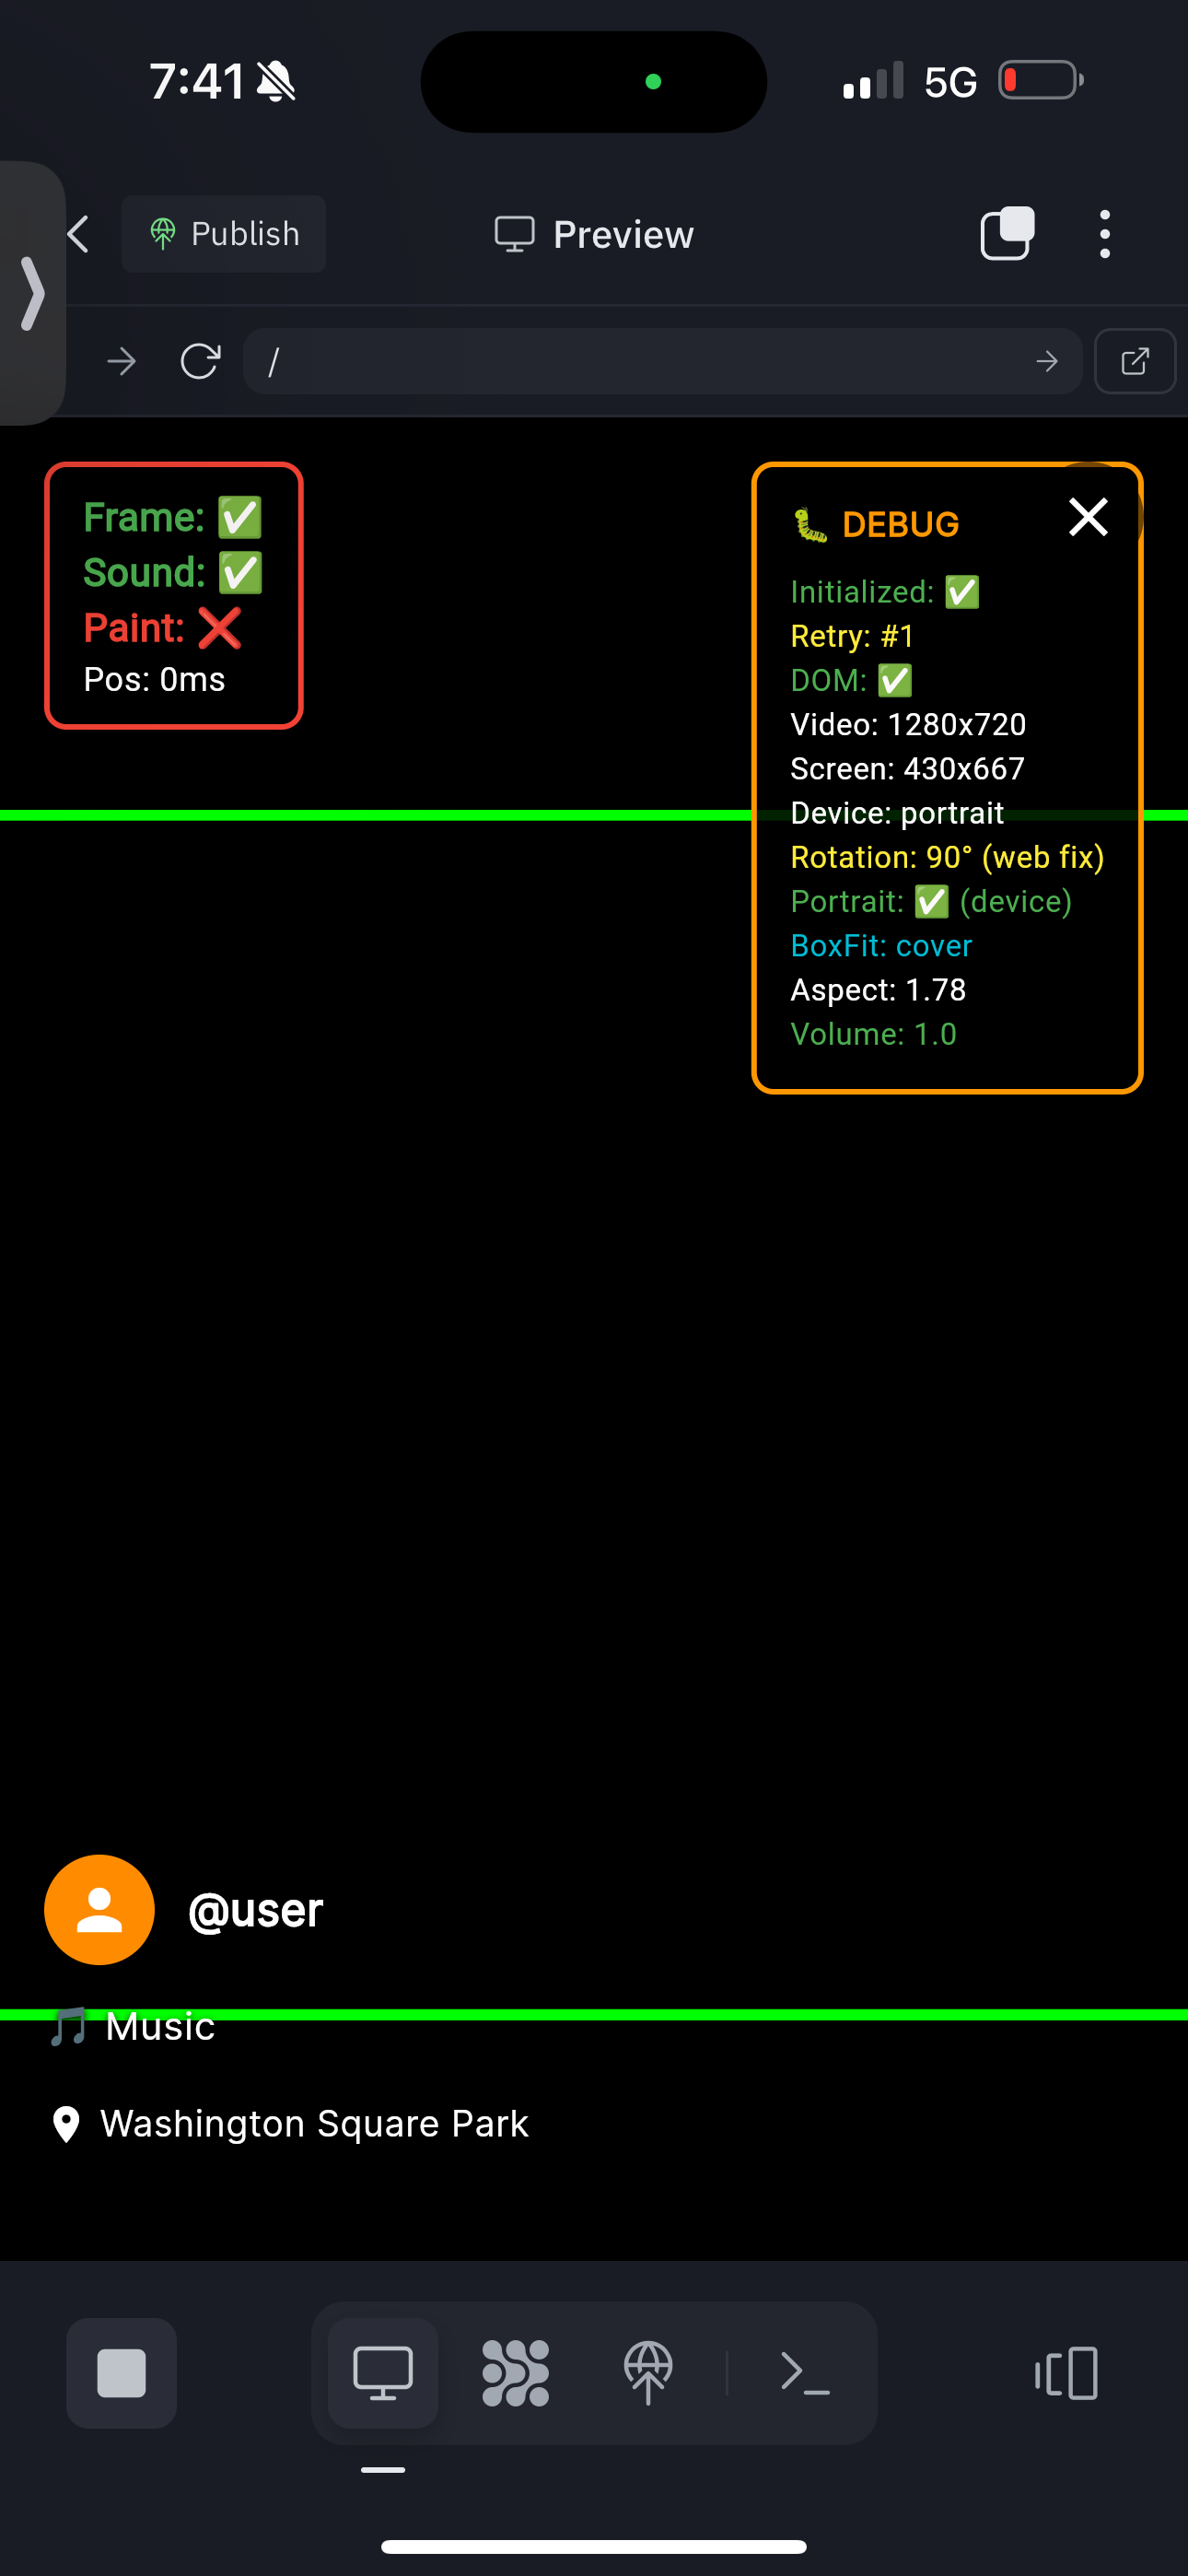 7:41
5G
Publish
Preview
/
Frame: ✅
Sound: ✅
Paint: ❌
Pos: 0ms
🐛 DEBUG
Initialized: ✅
Retry: #1
DOM: ✅
Video: 1280x720
Screen: 430x667
Device: portrait
Rotation: 90° (web fix)
Portrait: ✅ (device)
BoxFit: cover
Aspect: 1.78
Volume: 1.0
@user
🎵 Music
Washington Square Park